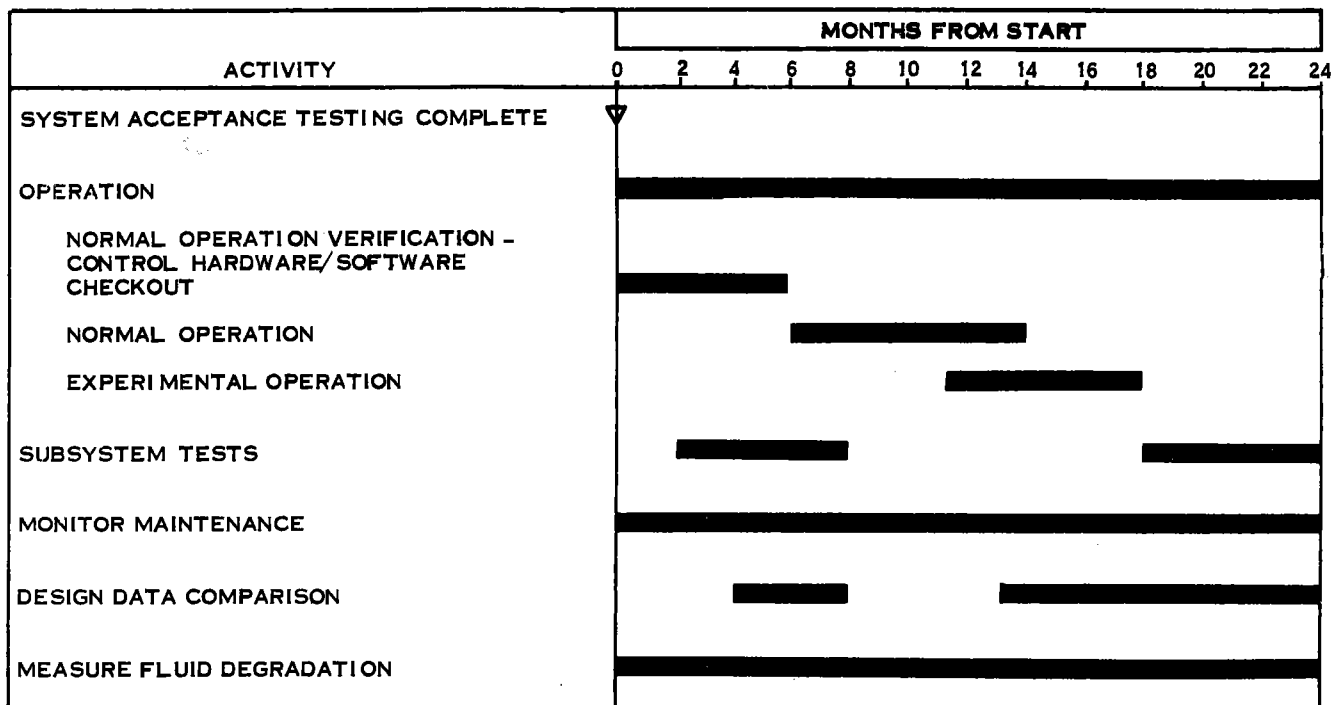 MONTHS FROM START
ACTIVITY
0 2 4 6 8 10 12 14 18 20 22 24
SYSTEM ACCEPTANCE TESTING COMPLETE
OPERATION
NORMAL OPERATION VERIFICATION -
CONTROL HARDWARE/SOFTWARE
CHECKOUT
NORMAL OPERATION
EXPERIMENTAL OPERATION
SUBSYSTEM TESTS
MONITOR MAINTENANCE
DESIGN DATA COMPARISON
MEASURE FLUID DEGRADATION